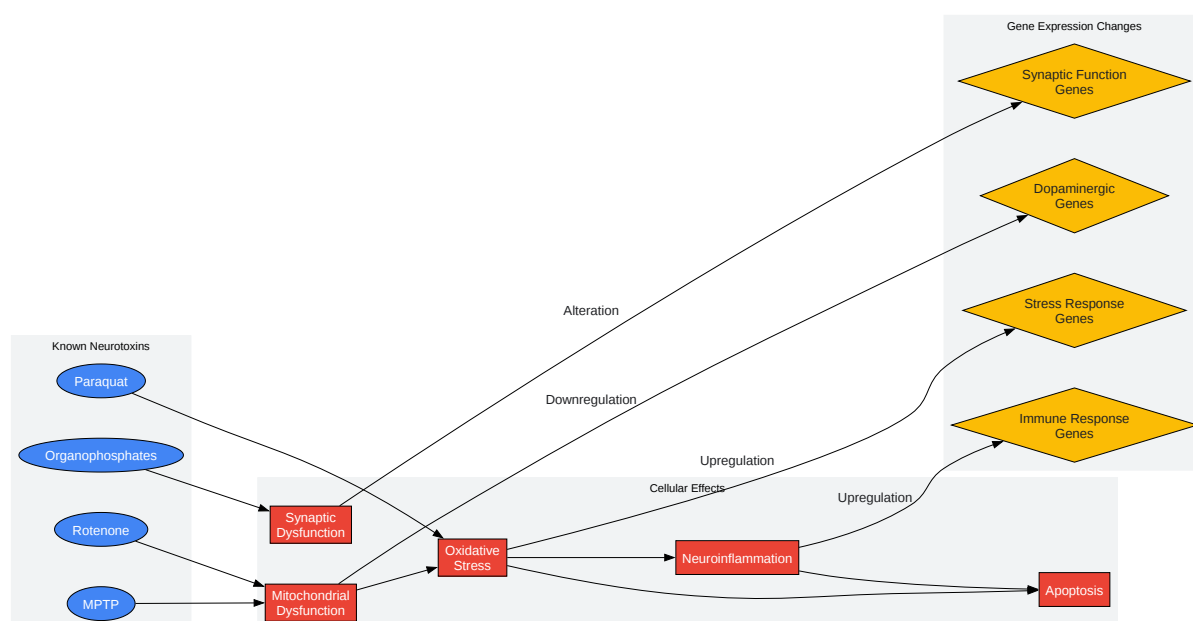 Gene Expression Changes
Synaptic Function
Genes
Dopaminergic
Genes
Stress Response
Genes
Immune Response
Genes
Alteration
Downregulation
Upregulation
Upregulation
Known Neurotoxins
Paraquat
Organophosphates
Rotenone
MPTP
Cellular Effects
Synaptic
Dysfunction
Mitochondrial
Dysfunction
Oxidative
Stress
Neuroinflammation
Apoptosis